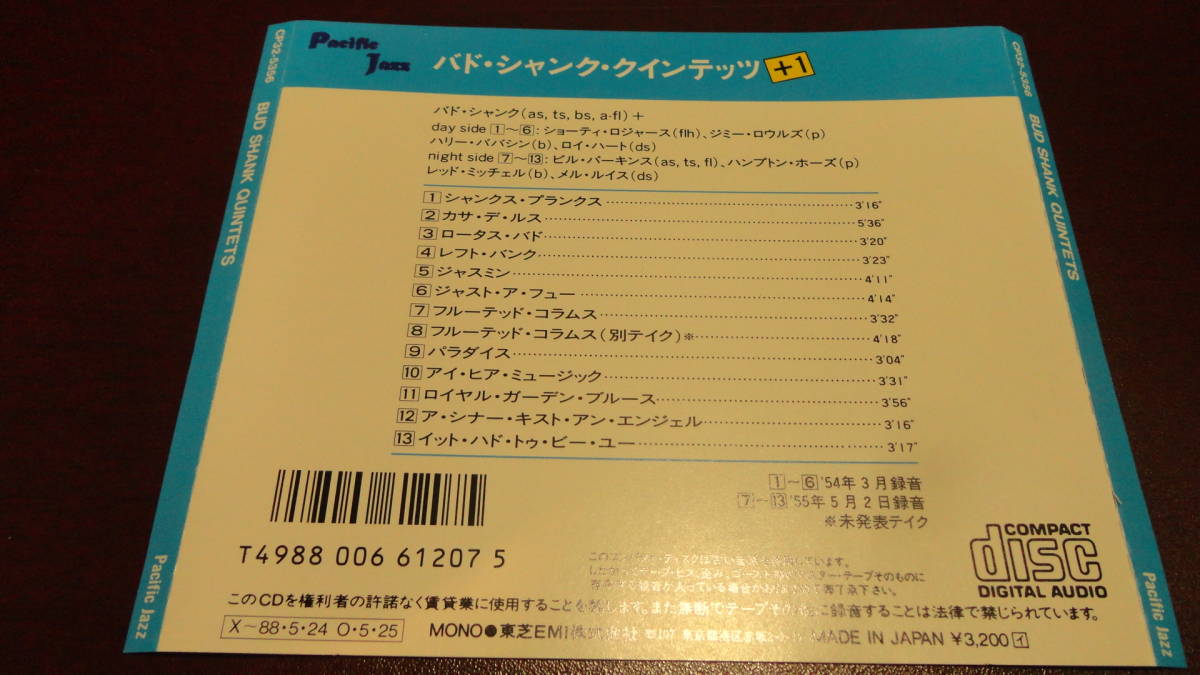 Pacific Jazz
バド・シャンク・クインテッツ +1
バド・シャンク(as, ts, bs, a-fl)+
day side 1〜6: ショーティ・ロジャース(flh)、ジミー・ロウルズ(p)
ハリー・ババシン(b)、ロイ・ハート(ds)
night side 7〜13: ビル・パーキンス(as, ts, fl)、ハンプトン・ホーズ(p)
レッド・ミッチェル(b)、メル・ルイス(ds)
1 シャンクス・プランクス 3'16"
2 カサ・デ・ルス 5'36"
3 ロータス・バド 3'20"
4 レフト・バンク 3'23"
5 ジャスミン 4'11"
6 ジャスト・ア・フュー 4'14"
7 フルーテッド・コラムス 3'32"
8 フルーテッド・コラムス(別テイク)※ 4'18"
9 パラダイス 3'04"
10 アイ・ヒア・ミュージック 3'31"
11 ロイヤル・ガーデン・ブルース 3'56"
12 ア・シナー・キスト・アン・エンジェル 3'16"
13 イット・ハド・トゥ・ビー・ユー 3'17"
1〜6 '54年3月録音
7〜13 '55年5月2日録音
※未発表テイク
T4988 006 61207 5
COMPACT
disc
DIGITAL AUDIO
このCDを権利者の許諾なく賃貸業に使用することを禁じます。また無断でテープその他に録音することは法律で禁じられています。
X-88・5・24 O・5・25 MONO●東芝EMI株式会社 MADE IN JAPAN ¥3,200 イ
CP32-5356 BUD SHANK QUINTETS Pacific Jazz
CP32-5356 BUD SHANK QUINTETS Pacific Jazz